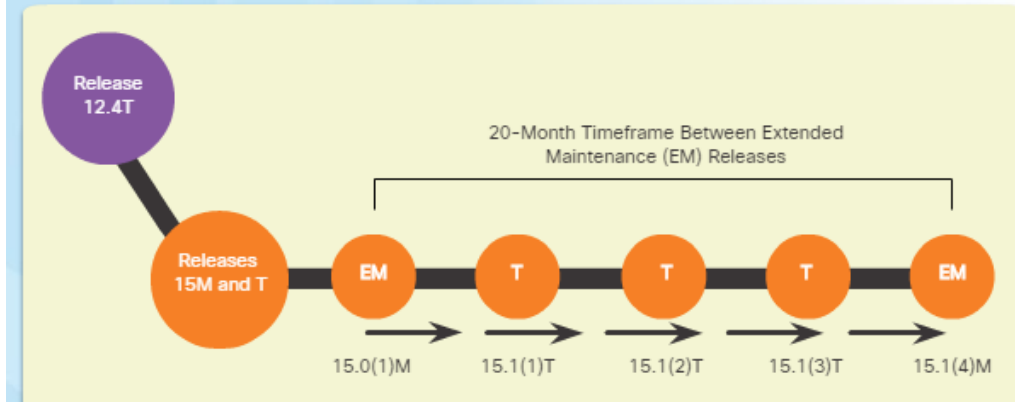 Release
12.4T
20-Month Timeframe Between Extended
Maintenance (EM) Releases
Releases
15M and T
EM
T
T
T
EM
15.0(1)M
15.1(1)T
15.1(2)T
15.1(3)T
15.1(4)M